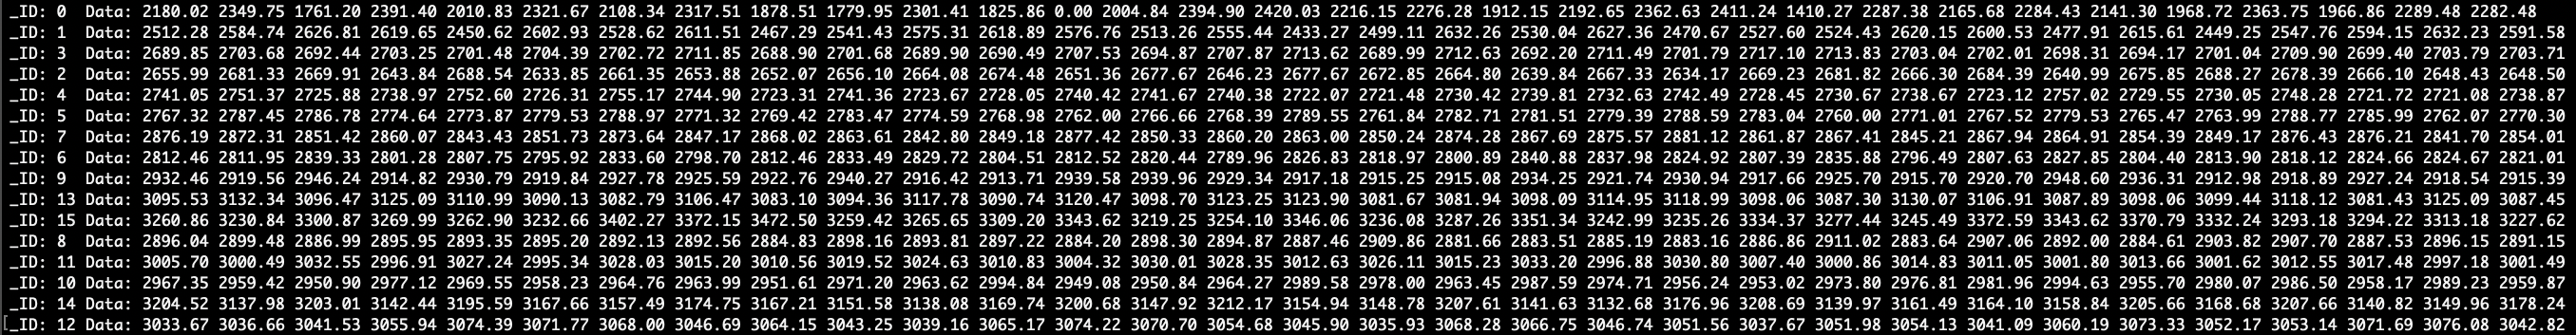 _ID: 0  Data: 2180.02 2349.75 1761.20 2391.40 2010.83 2321.67 2108.34 2317.51 1878.51 1779.95 2301.41 1825.86 0.00 2004.84 2394.90 2420.03 2216.15 2276.28 1912.15 2192.65 2362.63 2411.24 1410.27 2287.38 2165.68 2284.43 2141.30 1968.72 2363.75 1966.86 2289.48 2282.48
_ID: 1  Data: 2512.28 2584.74 2626.81 2619.65 2450.62 2602.93 2528.62 2611.51 2467.29 2541.43 2575.31 2618.89 2576.76 2513.26 2555.44 2433.27 2499.11 2632.26 2530.04 2627.36 2470.67 2527.60 2524.43 2620.15 2600.53 2477.91 2615.61 2449.25 2547.76 2594.15 2632.23 2591.58
_ID: 3  Data: 2689.85 2703.68 2692.44 2703.25 2701.48 2704.39 2702.72 2711.85 2688.90 2701.68 2689.90 2690.49 2707.53 2694.87 2707.87 2713.62 2689.99 2712.63 2692.20 2711.49 2701.79 2717.10 2713.83 2703.04 2702.01 2698.31 2694.17 2701.04 2709.90 2699.40 2703.79 2703.71
_ID: 2  Data: 2655.99 2681.33 2669.91 2643.84 2688.54 2633.85 2661.35 2653.88 2652.07 2656.10 2664.08 2674.48 2651.36 2677.67 2646.23 2677.67 2672.85 2664.80 2639.84 2667.33 2634.17 2669.23 2681.82 2666.30 2684.39 2640.99 2675.85 2688.27 2678.39 2666.10 2648.43 2648.50
_ID: 4  Data: 2741.05 2751.37 2725.88 2738.97 2752.60 2726.31 2755.17 2744.90 2723.31 2741.36 2723.67 2728.05 2740.42 2741.67 2740.38 2722.07 2721.48 2730.42 2739.81 2732.63 2742.49 2728.45 2730.67 2738.67 2723.12 2757.02 2729.55 2730.05 2748.28 2721.72 2721.08 2738.87
_ID: 5  Data: 2767.32 2787.45 2786.78 2774.64 2773.87 2779.53 2788.97 2771.32 2769.42 2783.47 2774.59 2768.98 2762.00 2766.66 2768.39 2789.55 2761.84 2782.71 2781.51 2779.39 2788.59 2783.04 2760.00 2771.01 2767.52 2779.53 2765.47 2763.99 2788.77 2785.99 2762.07 2770.30
_ID: 7  Data: 2876.19 2872.31 2851.42 2860.07 2843.43 2851.73 2873.64 2847.17 2868.02 2863.61 2842.80 2849.18 2877.42 2850.33 2860.20 2863.00 2850.24 2874.28 2867.69 2875.57 2881.12 2861.87 2867.41 2845.21 2867.94 2864.91 2854.39 2849.17 2876.43 2876.21 2841.70 2854.01
_ID: 6  Data: 2812.46 2811.95 2839.33 2801.28 2807.75 2795.92 2833.60 2798.70 2812.46 2833.49 2829.72 2804.51 2812.52 2820.44 2789.96 2826.83 2818.97 2800.89 2840.88 2837.98 2824.92 2807.39 2835.88 2796.49 2807.63 2827.85 2804.40 2813.90 2818.12 2824.66 2824.67 2821.01
_ID: 9  Data: 2932.46 2919.56 2946.24 2914.82 2930.79 2919.84 2927.78 2925.59 2922.76 2940.27 2916.42 2913.71 2939.58 2939.96 2929.34 2917.18 2915.25 2915.08 2934.25 2921.74 2930.94 2917.66 2925.70 2915.70 2920.70 2948.60 2936.31 2912.98 2918.89 2927.24 2918.54 2915.39
_ID: 13 Data: 3095.53 3132.34 3096.47 3125.09 3110.99 3090.13 3082.79 3106.47 3083.10 3094.36 3117.78 3090.74 3120.47 3098.70 3123.25 3123.90 3081.67 3081.94 3098.09 3114.95 3118.99 3098.06 3087.30 3130.07 3106.91 3087.89 3098.06 3099.44 3118.12 3081.43 3125.09 3087.45
_ID: 15 Data: 3260.86 3230.84 3300.87 3269.99 3262.90 3232.66 3402.27 3372.15 3472.50 3259.42 3265.65 3309.20 3343.62 3219.25 3254.10 3346.06 3236.08 3287.26 3351.34 3242.99 3235.26 3334.37 3277.44 3245.49 3372.59 3343.62 3370.79 3332.24 3293.18 3294.22 3313.18 3227.62
_ID: 8  Data: 2896.04 2899.48 2886.99 2895.95 2893.35 2895.20 2892.13 2892.56 2884.83 2898.16 2893.81 2897.22 2884.20 2898.30 2894.87 2887.46 2909.86 2881.66 2883.51 2885.19 2883.16 2886.86 2911.02 2883.64 2907.06 2892.00 2884.61 2903.82 2907.70 2887.53 2896.15 2891.15
_ID: 11 Data: 3005.70 3000.49 3032.55 2996.91 3027.24 2995.34 3028.03 3015.20 3010.56 3019.52 3024.63 3010.83 3004.32 3030.01 3028.35 3012.63 3026.11 3015.23 3033.20 2996.88 3030.80 3007.40 3000.86 3014.83 3011.05 3001.80 3013.66 3001.62 3012.55 3017.48 2997.18 3001.49
_ID: 10 Data: 2967.35 2959.42 2950.90 2977.12 2969.55 2958.23 2964.76 2963.99 2951.61 2971.20 2963.62 2994.84 2949.08 2950.84 2964.27 2989.58 2978.00 2963.45 2987.59 2974.71 2956.24 2953.02 2973.80 2976.81 2981.96 2994.63 2955.70 2980.07 2986.50 2958.17 2989.23 2959.87
_ID: 14 Data: 3204.52 3137.98 3203.01 3142.44 3195.59 3167.66 3157.49 3174.75 3167.21 3151.58 3138.08 3169.74 3200.68 3147.92 3212.17 3154.94 3148.78 3207.61 3141.63 3132.68 3176.96 3208.69 3139.97 3161.49 3164.10 3158.84 3205.66 3168.68 3207.66 3140.82 3149.96 3178.24
_ID: 12 Data: 3033.67 3036.66 3041.53 3055.94 3074.39 3071.77 3068.00 3046.69 3064.15 3043.25 3039.16 3065.17 3074.22 3070.70 3054.68 3045.90 3035.93 3068.28 3066.75 3046.74 3051.56 3037.67 3051.98 3054.13 3041.09 3060.19 3073.33 3052.17 3053.14 3071.69 3076.08 3042.82